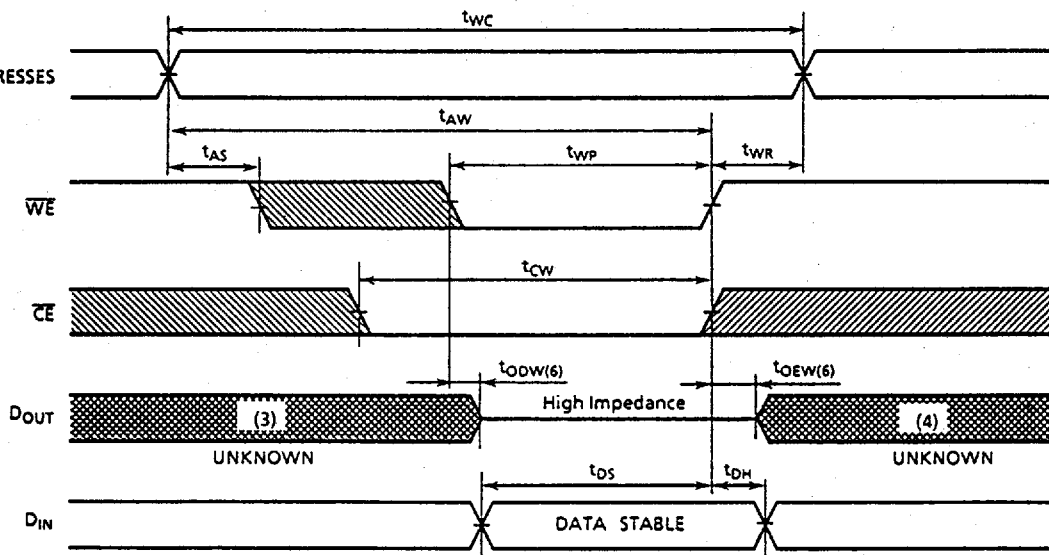 tWC
RESSES
tAW
tAS
tWP
tWR
WE
tCW
CE
tODW(6)
tOEW(6)
DOUT
(3)
High Impedance
(4)
UNKNOWN
UNKNOWN
tDS
tDH
DIN
DATA STABLE